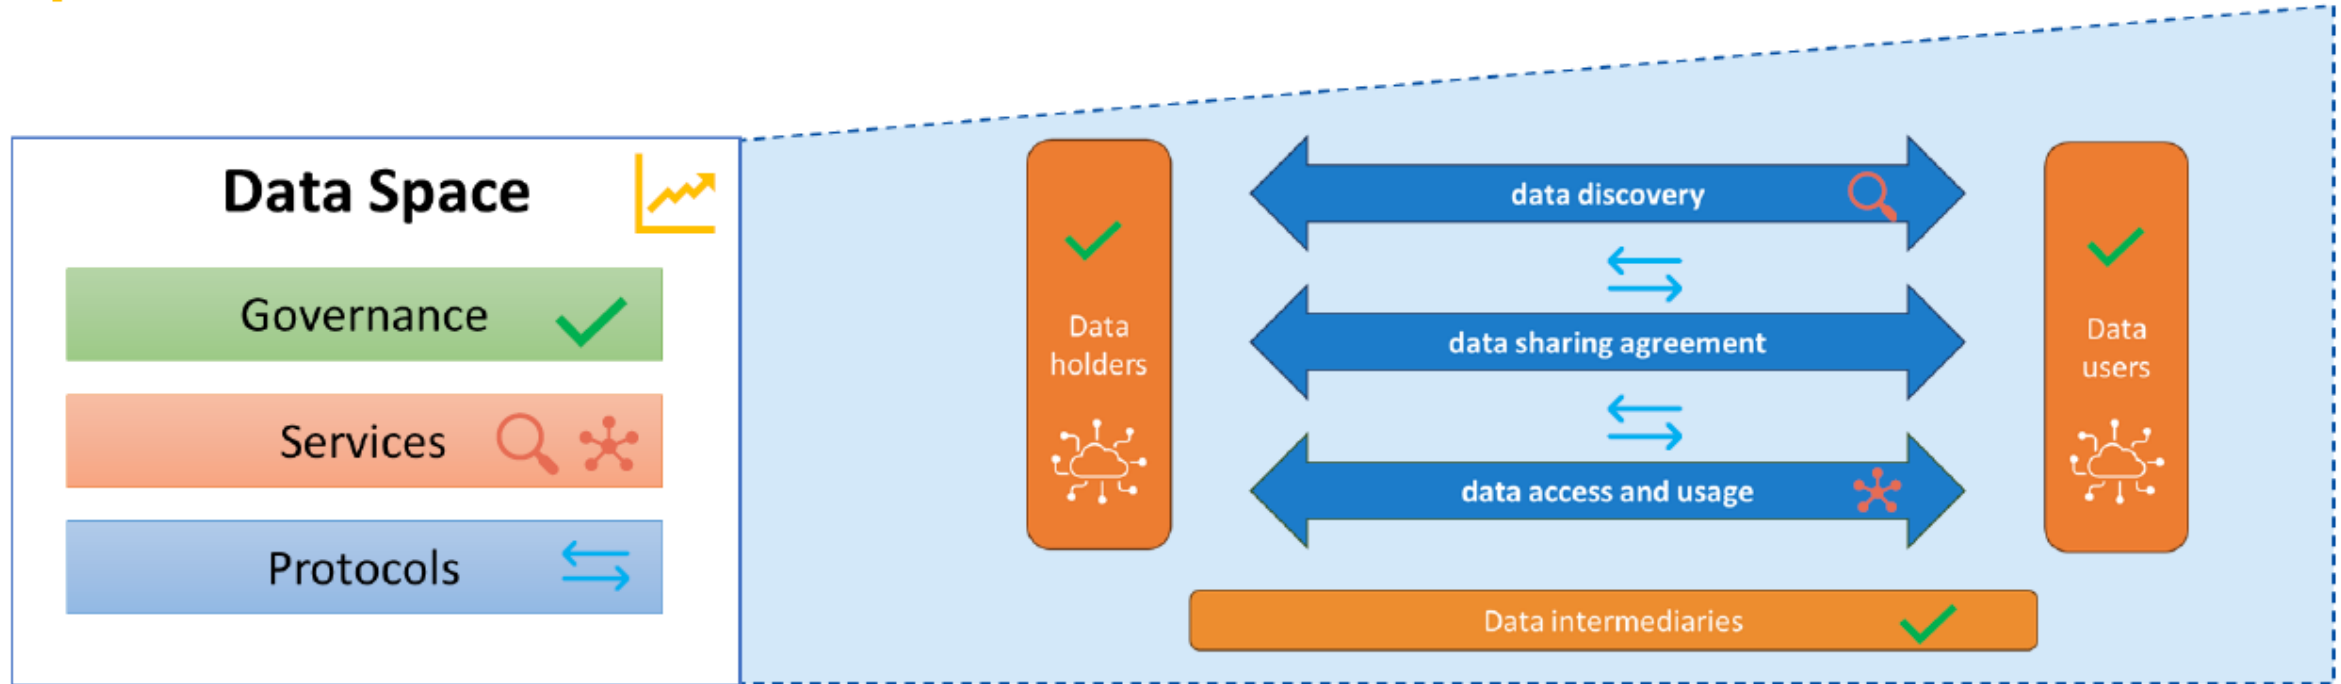 Data Space
Governance
Services
Protocols
Data
holders
data discovery
data sharing agreement
data access and usage
Data
users
Data intermediaries